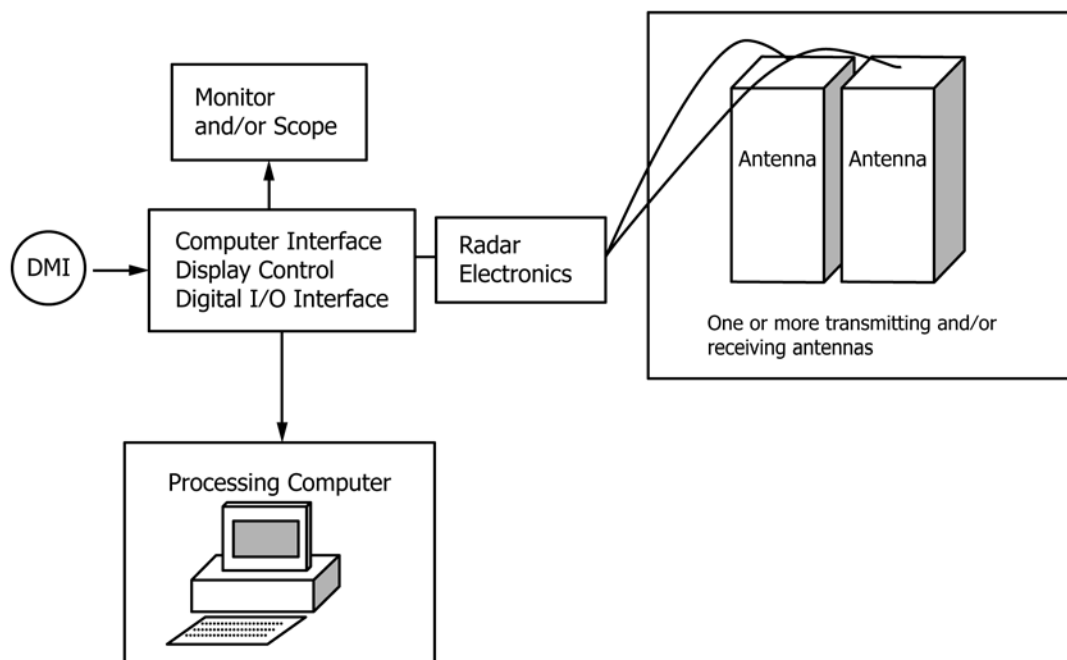 Monitor
and/or Scope
DMI
Computer Interface
Display Control
Digital I/O Interface
Radar
Electronics
Antenna
Antenna
One or more transmitting and/or
receiving antennas
Processing Computer